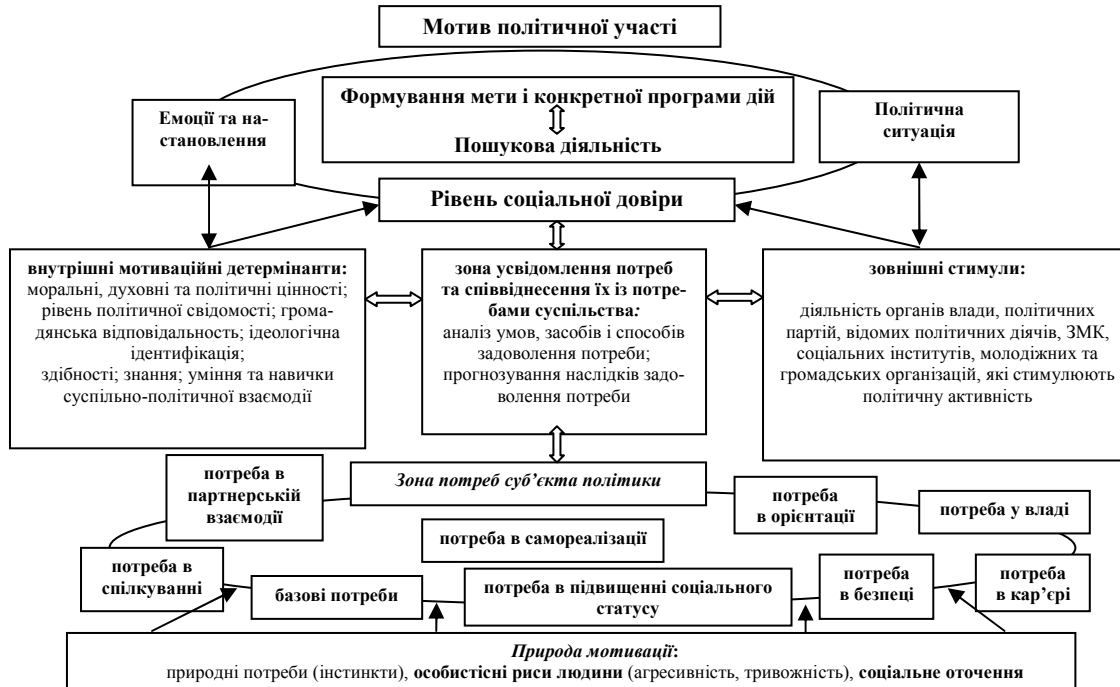 Мотив політичної участі
Формування мети і конкретної програми дій
Пошукова діяльність
Емоції та на-
становлення
Політична
ситуація
Рівень соціальної довіри
внутрішні мотиваційні детермінанти:
моральні, духовні та політичні цінності;
рівень політичної свідомості; грома-
дянська відповідальность; ідеологічна
ідентифікація;
здібності; знання; уміння та навички
суспільно-політичної взаємодії
зона усвідомлення потреб
та співвіднесення їх із потре-
бами суспільства:
аналіз умов, засобів і способів
задоволення потреби;
прогнозування наслідків задо-
волення потреби
зовнішні стимули:
діяльність органів влади, політичних
партій, відомих політичних діячів, ЗМК,
соціальних інститутів, молодіжних та
громадських організацій, які стимулюють
політичну активність
Зона потреб суб’єкта політики
потреба в
партнерській
взаємодії
потреба
в орієнтації
потреба у владі
потреба в самореалізації
потреба в
спілкуванні
базові потреби
потреба в підвищенні соціального
статусу
потреба
в безпеці
потреба
в кар’єрі
Природа мотивації:
природні потреби (інстинкти), особистісні риси людини (агресивність, тривожність), соціальне оточення